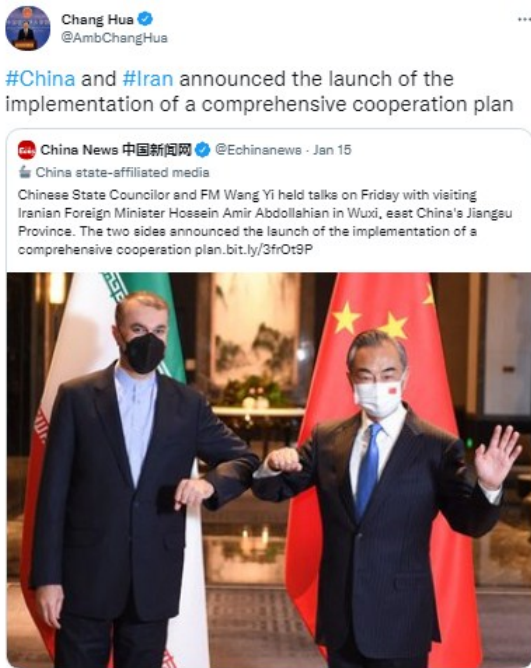 Chang Hua
@AmbChangHua
#China and #Iran announced the launch of the
implementation of a comprehensive cooperation plan
China News 中国新闻网 @Echinanews · Jan 15
China state-affiliated media
Chinese State Councilor and FM Wang Yi held talks on Friday with visiting
Iranian Foreign Minister Hossein Amir Abdollahian in Wuxi, east China's Jiangsu
Province. The two sides announced the launch of the implementation of a
comprehensive cooperation plan.bit.ly/3frOt9P